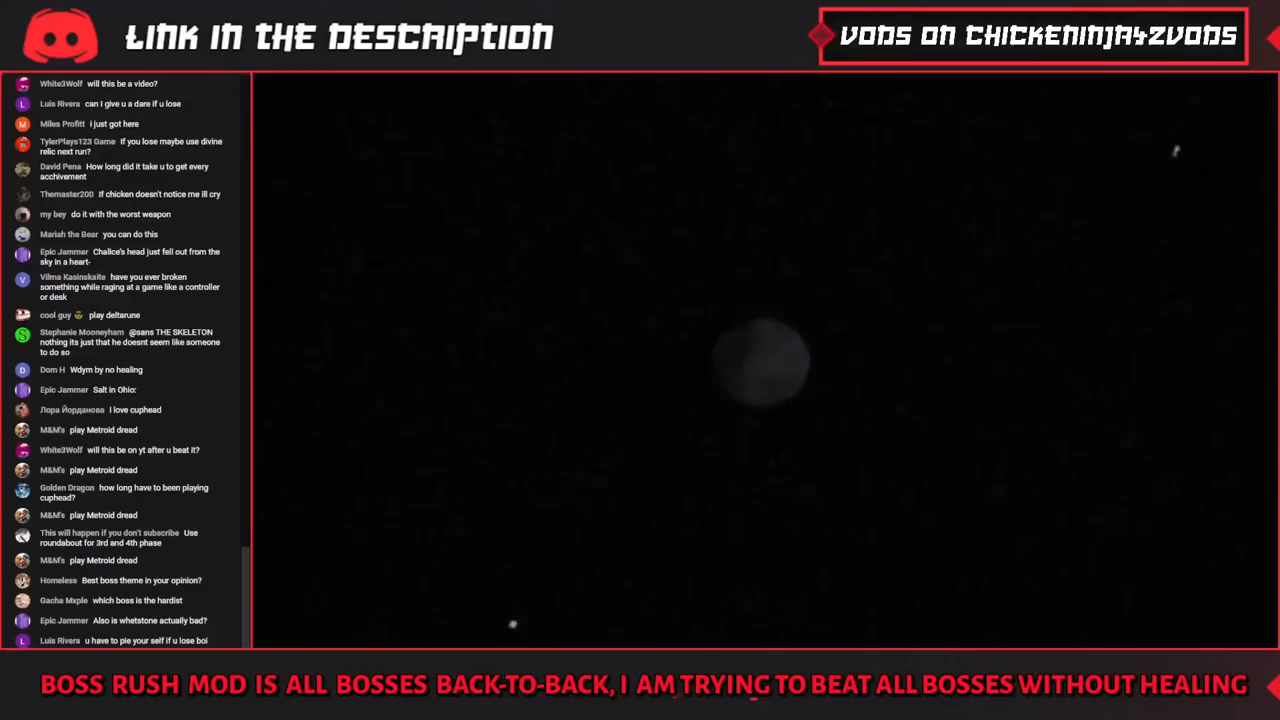 LINK IN THE DESCRIPTION
VODS ON CHICKENINJA42VODS
White3Wolf will this be a video?
Luis Rivera can I give u a dare if u lose
Miles Profitt i just got here
TylerPlays123 Game If you lose maybe use divine
relic next run?
David Pena How long did it take u to get every
acchivement
Themaster200 If chicken doesn't notice me ill cry
my bey do it with the worst weapon
Mariah the Bear you can do this
Epic Jammer Chalice's head just fell out from the
sky in a heart-
Vilma Kasinskaite have you ever broken
something while raging at a game like a controller
or desk
cool guy 😎 play deltarune
Stephanie Mooneyham @sans THE SKELETON
nothing its just that he doesnt seem like someone
to do so
Dom H Wdym by no healing
Epic Jammer Salt in Ohio:
Лора Йорданова i love cuphead
M&M's play Metroid dread
White3Wolf will this be on yt after u beat it?
M&M's play Metroid dread
Golden Dragon how long have to been playing
cuphead?
M&M's play Metroid dread
This will happen if you don't subscribe Use
roundabout for 3rd and 4th phase
M&M's play Metroid dread
Homeless Best boss theme in your opinion?
Gacha Mxple which boss is the hardist
Epic Jammer Also is whetstone actually bad?
Luis Rivera u have to pie your self if u lose boi
BOSS RUSH MOD IS ALL BOSSES BACK-TO-BACK, I AM TRYING TO BEAT ALL BOSSES WITHOUT HEALING